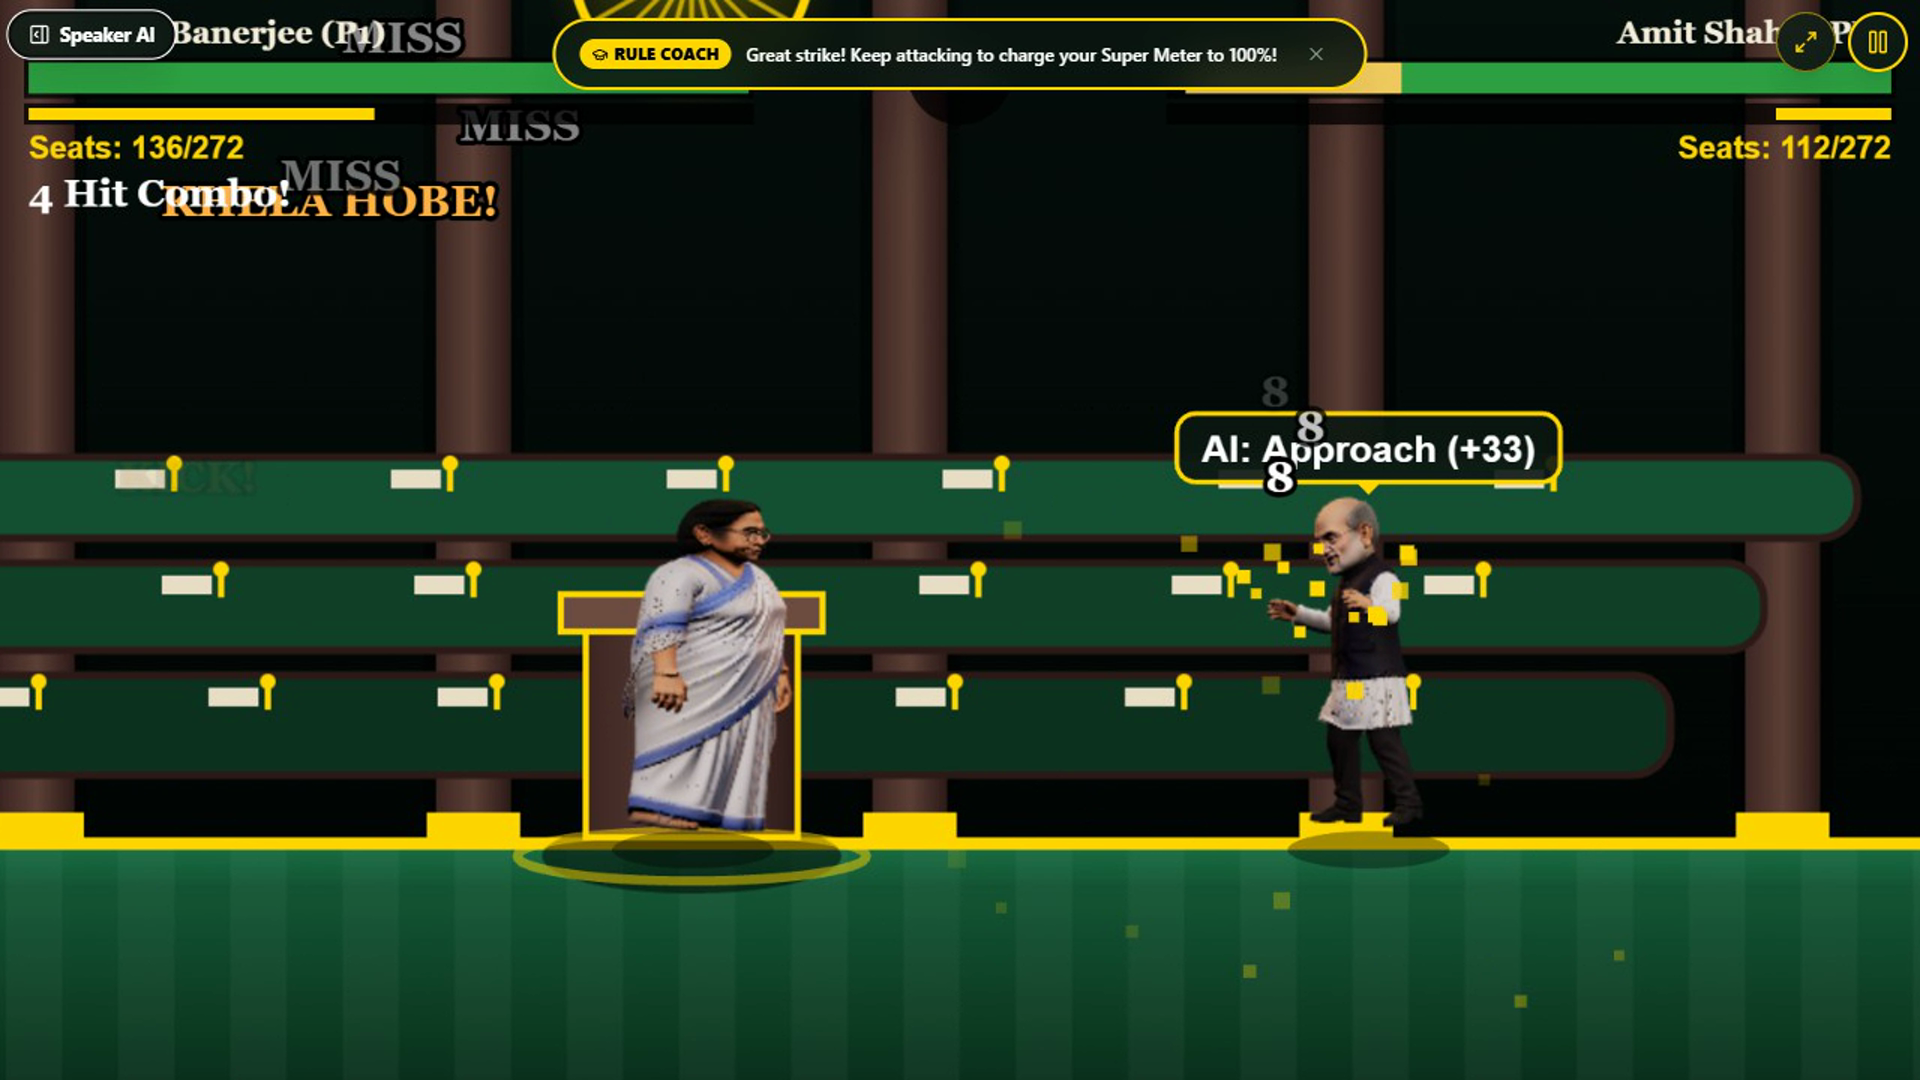 Speaker AI
Banerjee (P1)
MISS
RULE COACH
Great strike! Keep attacking to charge your Super Meter to 100%!
Amit Shah
MISS
Seats: 136/272
Seats: 112/272
MISS
4 Hit Combo!
KHELA HOBE!
8
8
AI: Approach (+33)
8
KICK!